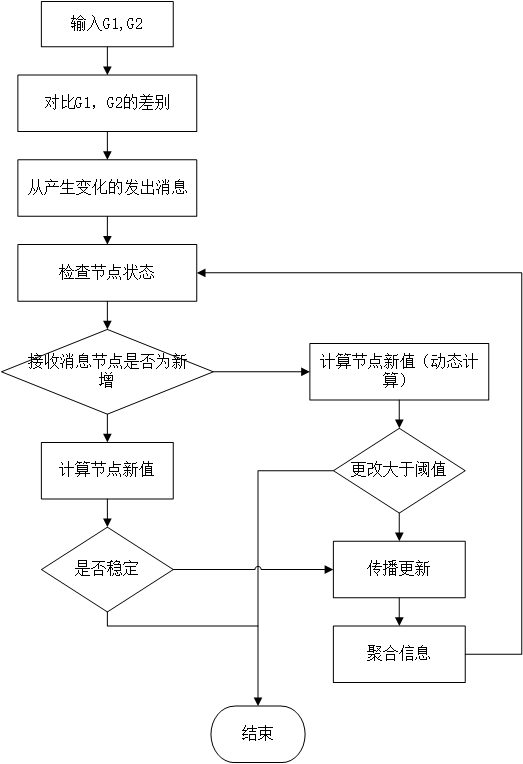 输入G1,G2
对比G1，G2的差别
从产生变化的发出消息
检查节点状态
接收消息节点是否为新
增
计算节点新值（动态计
算）
计算节点新值
更改大于阈值
是否稳定
传播更新
聚合信息
结束